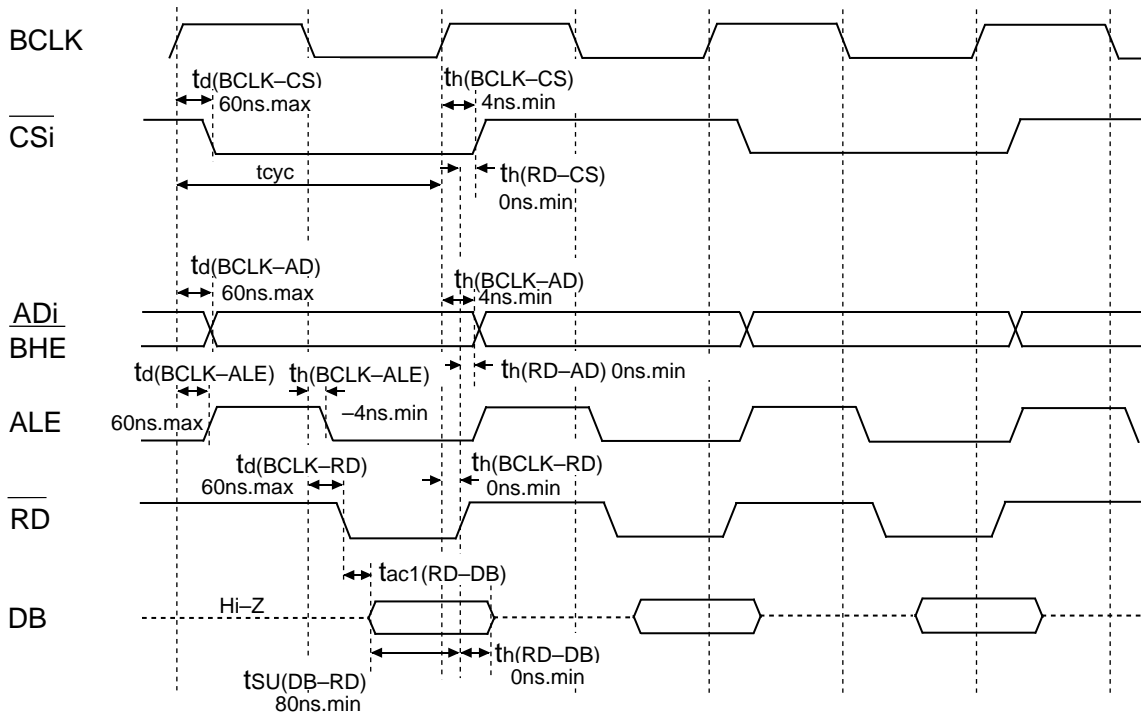 BCLK
td(BCLK–CS)
60ns.max
th(BCLK–CS)
4ns.min
CSi
tcyc
th(RD–CS)
0ns.min
td(BCLK–AD)
60ns.max
th(BCLK–AD)
4ns.min
ADi
BHE
td(BCLK–ALE)
th(BCLK–ALE)
th(RD–AD) 0ns.min
ALE
60ns.max
–4ns.min
td(BCLK–RD)
60ns.max
th(BCLK–RD)
0ns.min
RD
tac1(RD–DB)
DB
Hi–Z
tSU(DB–RD)
80ns.min
th(RD–DB)
0ns.min